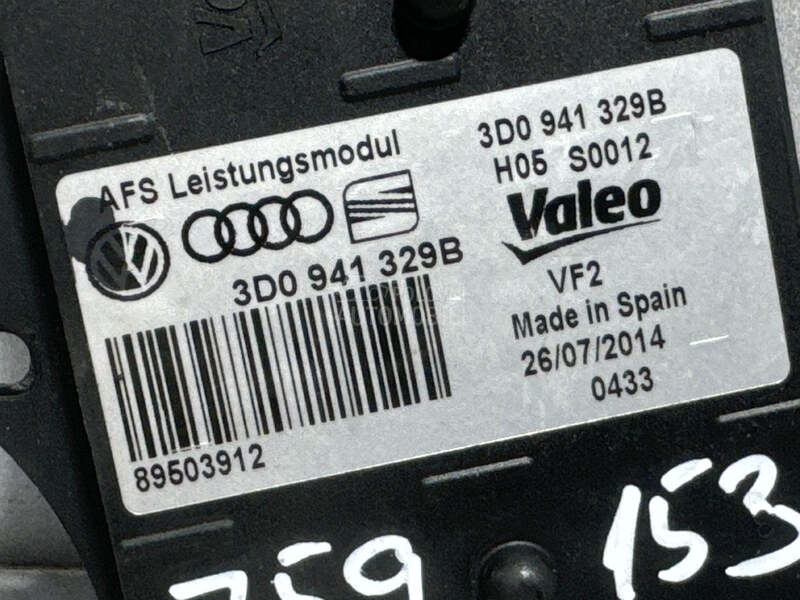 AFS Leistungsmodul
3D0 941 329B
89503912
3D0 941 329B
H05 S0012
Valeo
VF2
Made in Spain
26/07/2014
0433
759
153